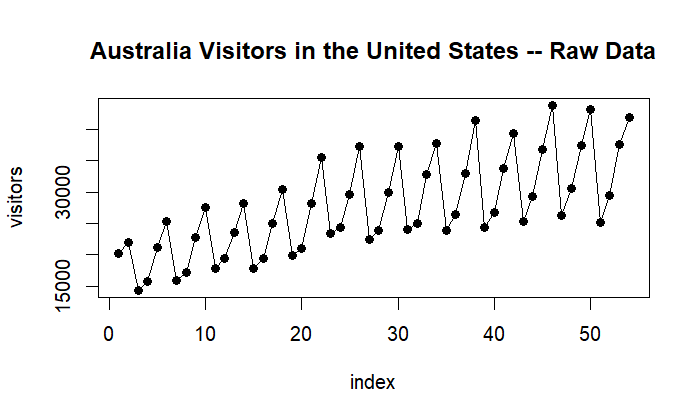 Australia Visitors in the United States -- Raw Data
visitors
30000
15000
0 10 20 30 40 50
index